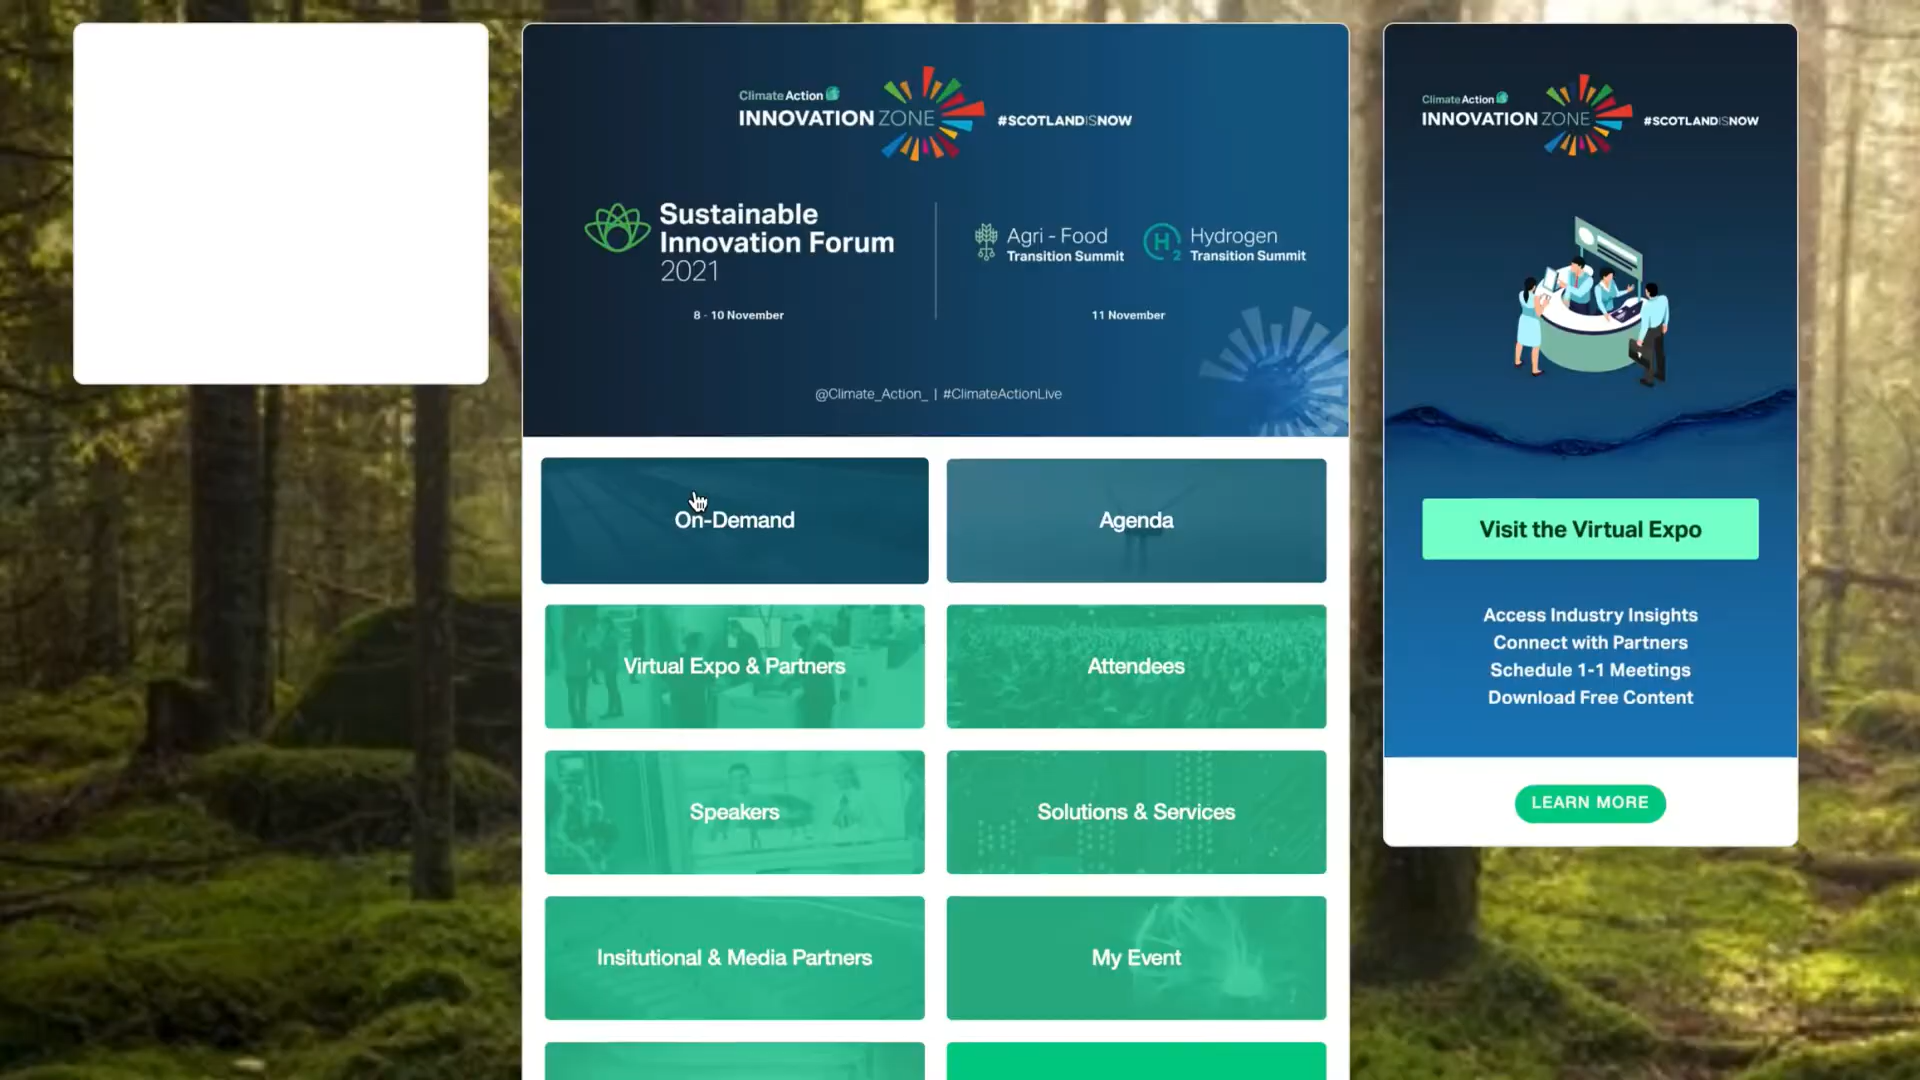 Climate Action
INNOVATION ZONE
#SCOTLANDISNOW
Sustainable
Innovation Forum
2021
8 - 10 November
Agri - Food
Transition Summit
H2
Hydrogen
Transition Summit
11 November
@Climate_Action_ | #ClimateActionLive
On-Demand
Agenda
Virtual Expo & Partners
Attendees
Speakers
Solutions & Services
Insitutional & Media Partners
My Event
Climate Action
INNOVATION ZONE
#SCOTLANDISNOW
Visit the Virtual Expo
Access Industry Insights
Connect with Partners
Schedule 1-1 Meetings
Download Free Content
LEARN MORE